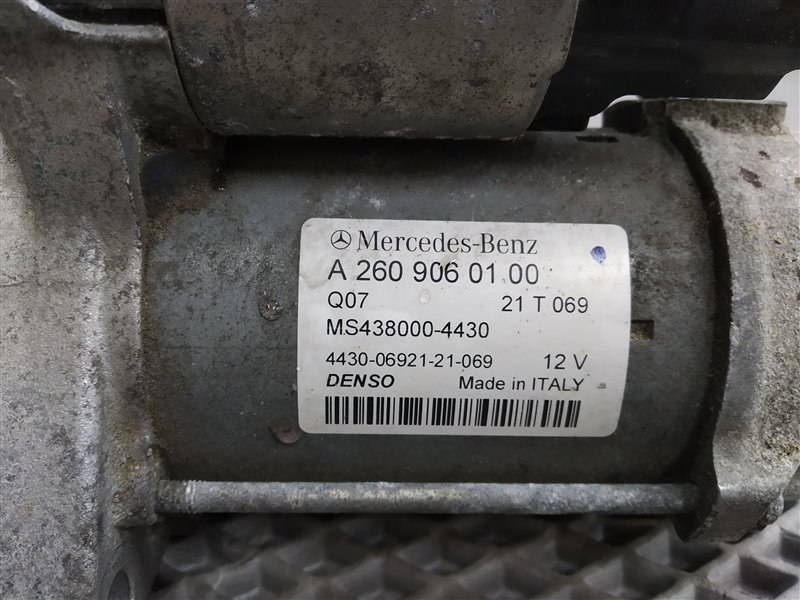 Mercedes-Benz
A 260 906 01 00
Q07 21 T 069
MS438000-4430
4430-06921-21-069 12 V
DENSO Made in ITALY